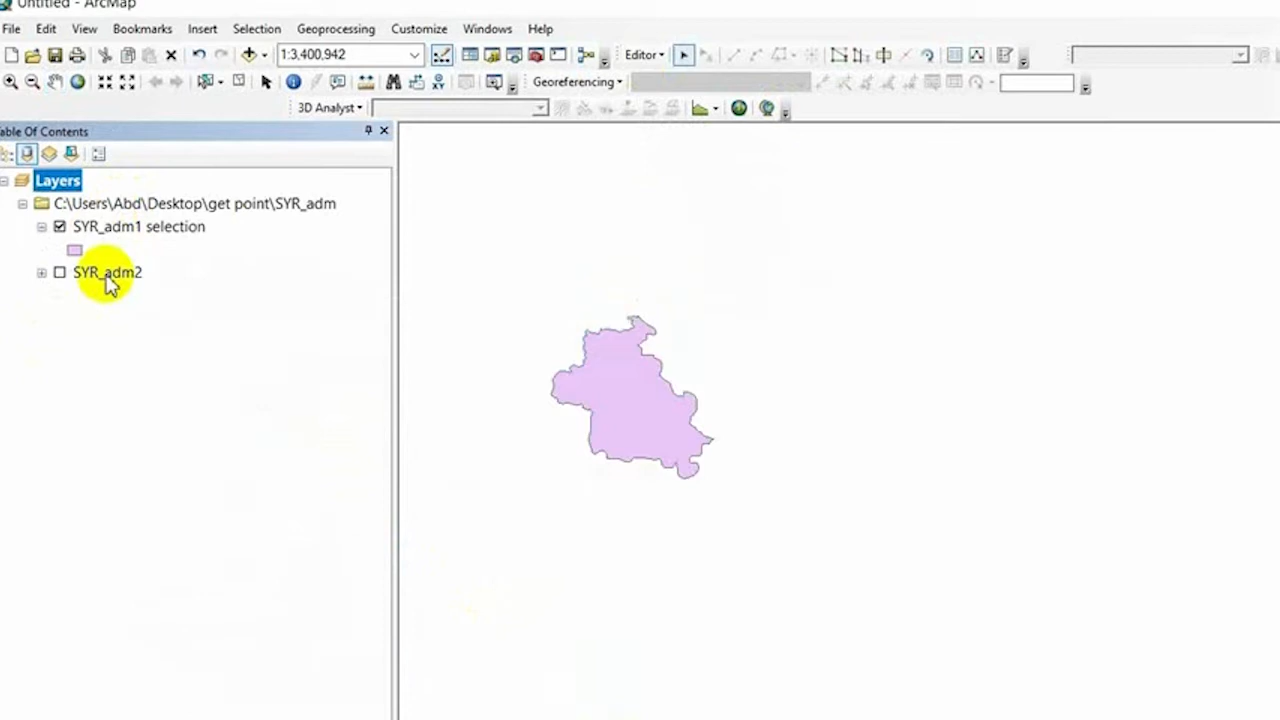 Untitled - ArcMap
File Edit View Bookmarks Insert Selection Geoprocessing Customize Windows Help
1:3,400,942 Editor
Georeferencing
3D Analyst
able Of Contents
Layers
C:\Users\Abd\Desktop\get point\SYR_adm
SYR_adm1 selection
SYR_adm2